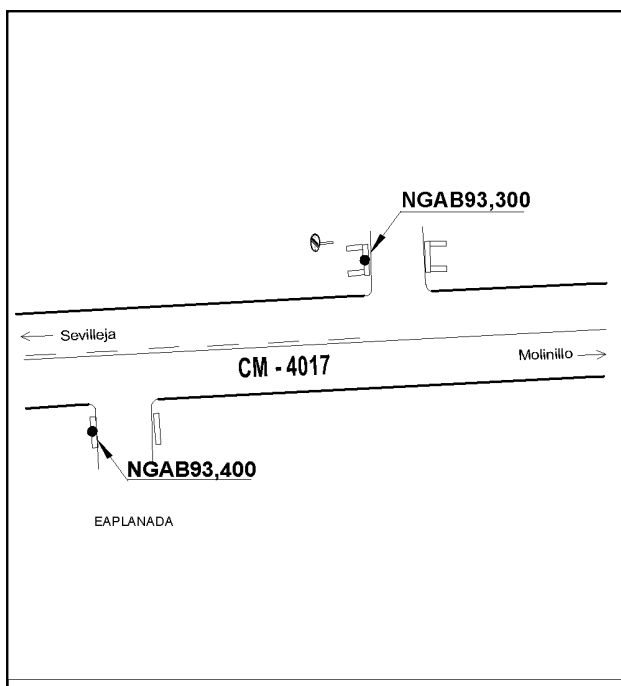 NGAB93,300
Sevilleja
Molinillo
CM - 4017
NGAB93,400
EAPLANADA